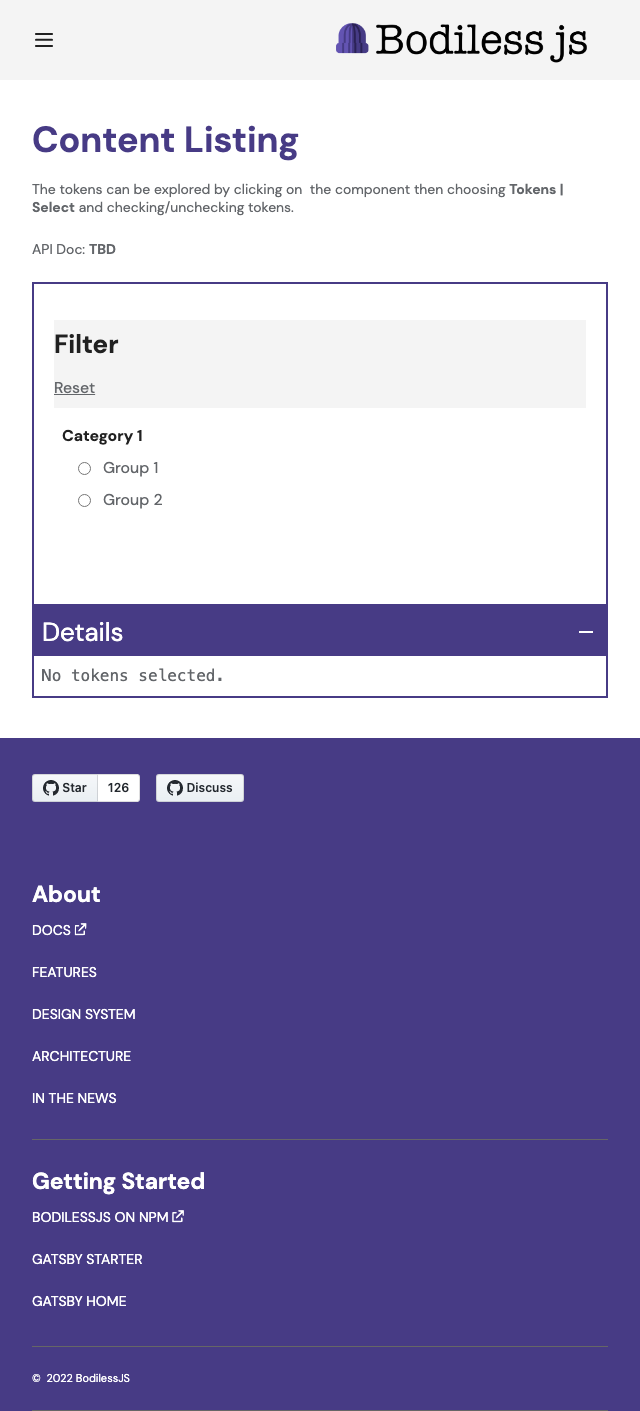 Bodiless js
Content Listing
The tokens can be explored by clicking on  the component then choosing Tokens |
Select and checking/unchecking tokens.
API Doc: TBD
Filter
Reset
Category 1
Group 1
Group 2
Details
No tokens selected.
Star 126 Discuss
About
DOCS
FEATURES
DESIGN SYSTEM
ARCHITECTURE
IN THE NEWS
Getting Started
BODILESSJS ON NPM
GATSBY STARTER
GATSBY HOME
©  2022 BodilessJS